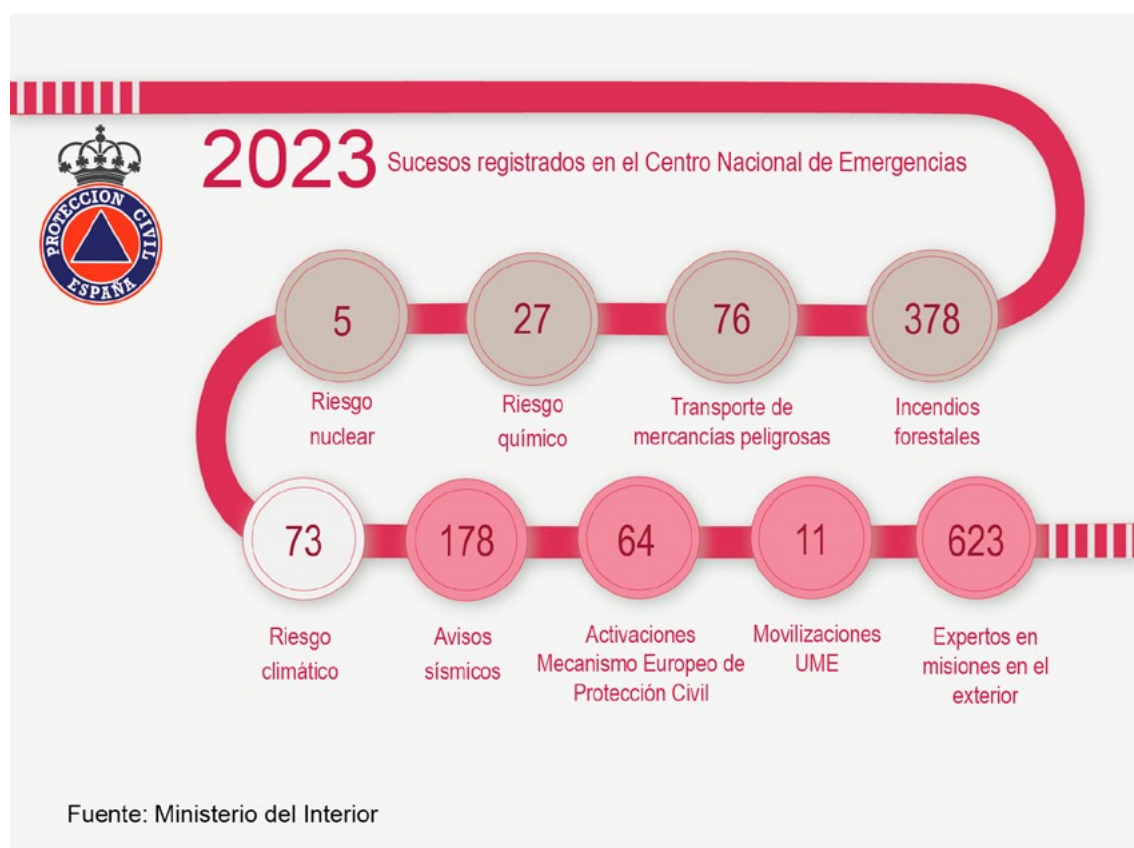 PROTECCION CIVIL
ESPAÑA
2023 Sucesos registrados en el Centro Nacional de Emergencias
5
27
76
378
Riesgo
nuclear
Riesgo
químico
Transporte de
mercancías peligrosas
Incendios
forestales
73
178
64
11
623
Riesgo
climático
Avisos
sísmicos
Activaciones
Mecanismo Europeo de
Protección Civil
Movilizaciones
UME
Expertos en
misiones en el
exterior
Fuente: Ministerio del Interior